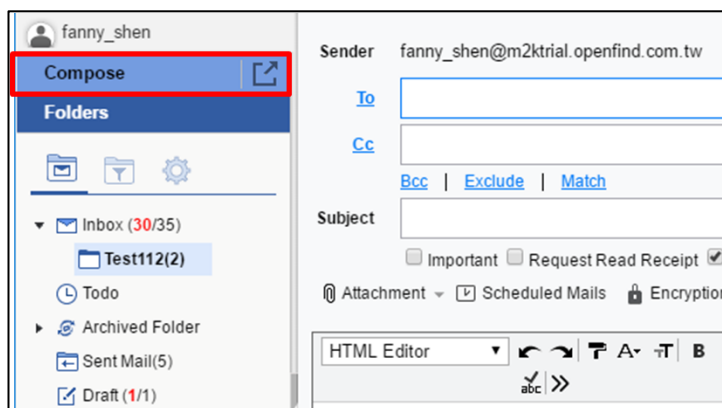 fanny_shen
Compose
Folders
Inbox (30/35)
Test112(2)
Todo
Archived Folder
Sent Mail(5)
Draft (1/1)
Sender fanny_shen@m2ktrial.openfind.com.tw
To
Cc
Bcc | Exclude | Match
Subject
Important Request Read Receipt
Attachment Scheduled Mails Encryption
HTML Editor A T B
abc